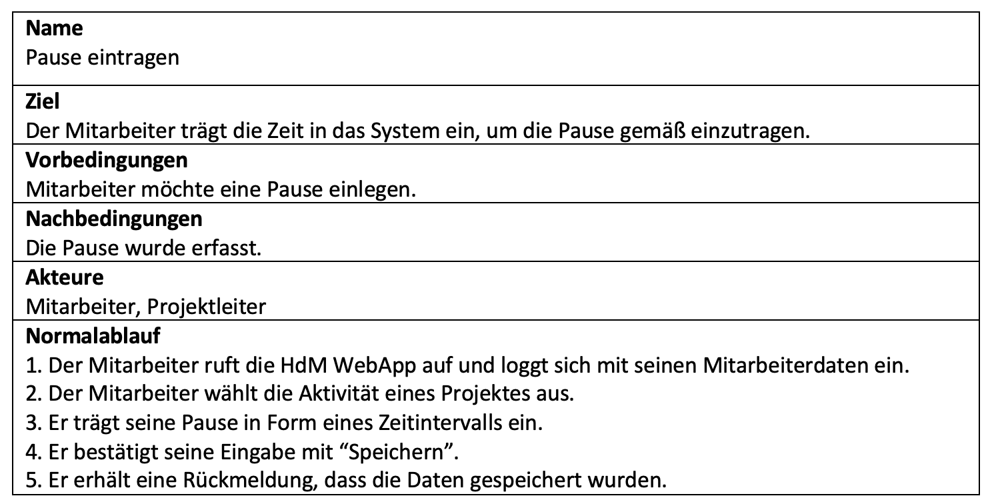 Name
Pause eintragen
Ziel
Der Mitarbeiter trägt die Zeit in das System ein, um die Pause gemäß einzutragen.
Vorbedingungen
Mitarbeiter möchte eine Pause einlegen.
Nachbedingungen
Die Pause wurde erfasst.
Akteure
Mitarbeiter, Projektleiter
Normalablauf
1. Der Mitarbeiter ruft die HdM WebApp auf und loggt sich mit seinen Mitarbeiterdaten ein.
2. Der Mitarbeiter wählt die Aktivität eines Projektes aus.
3. Er trägt seine Pause in Form eines Zeitintervalls ein.
4. Er bestätigt seine Eingabe mit “Speichern”.
5. Er erhält eine Rückmeldung, dass die Daten gespeichert wurden.